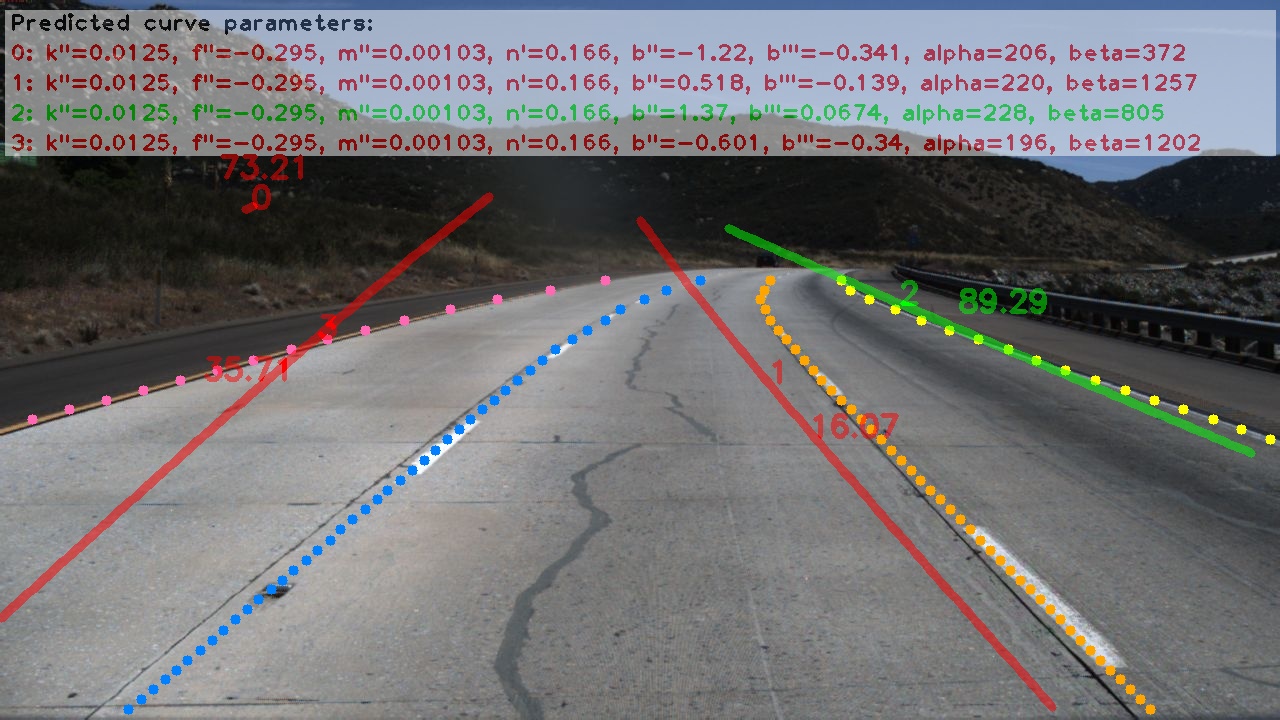 Predicted curve parameters:
0: k''=0.0125, f''=-0.295, m''=0.00103, n'=0.166, b''=-1.22, b'''=-0.341, alpha=206, beta=372
1: k''=0.0125, f''=-0.295, m''=0.00103, n'=0.166, b''=0.518, b'''=-0.139, alpha=220, beta=1257
2: k''=0.0125, f''=-0.295, m''=0.00103, n'=0.166, b''=1.37, b'''=0.0674, alpha=228, beta=805
3: k''=0.0125, f''=-0.295, m''=0.00103, n'=0.166, b''=-0.601, b'''=-0.34, alpha=196, beta=1202
73.21
0
2 89.29
3
35.71
1
16.07